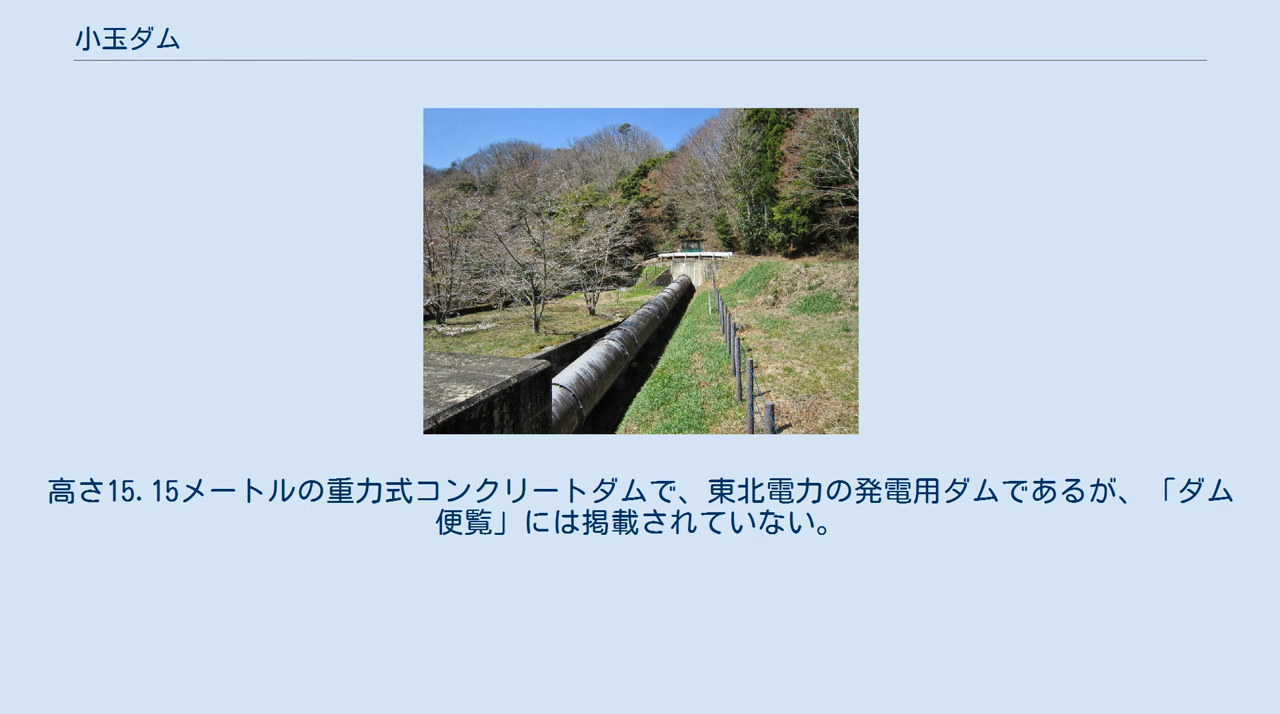 小玉ダム
高さ15.15メートルの重力式コンクリートダムで、東北電力の発電用ダムであるが、「ダム
便覧」には掲載されていない。